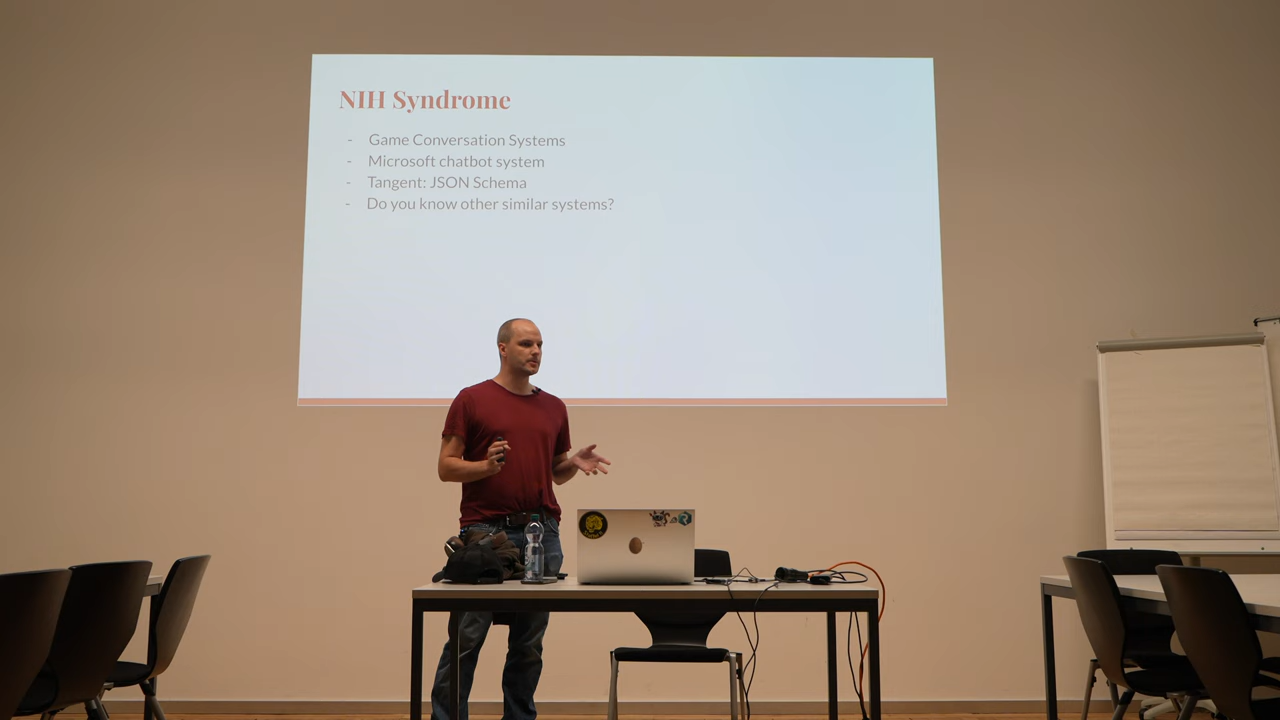 NIH Syndrome
- Game Conversation Systems
- Microsoft chatbot system
- Tangent: JSON Schema
- Do you know other similar systems?